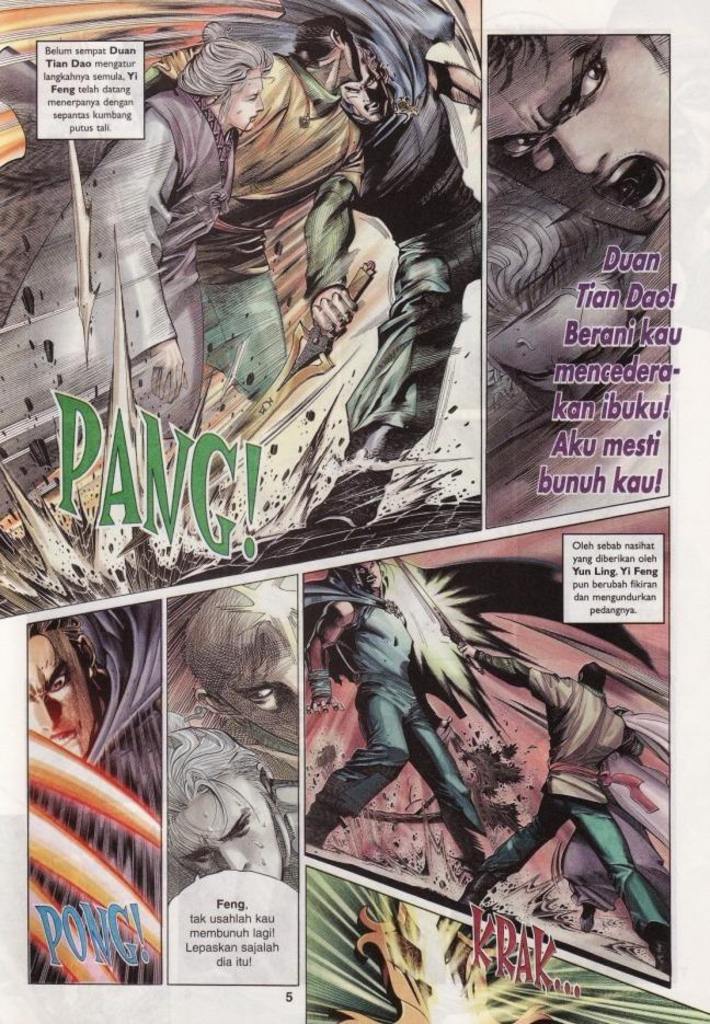 Belum sempat Duan
Tian Dao mengatur
langkahnya semula, Yi
Feng telah datang
menerpanya dengan
sepantas kumbang
putus tali.
PANG!
Duan
Tian Dao!
Berani kau
mencedera-
kan ibuku!
Aku mesti
bunuh kau!
PONG!
Feng,
tak usahlah kau
membunuh lagi!
Lepaskan sajalah
dia itu!
Oleh sebab nasihat
yang diberikan oleh
Yun Ling, Yi Feng
pun berubah fikiran
dan mengundurkan
pedangnya.
KRAK...
5